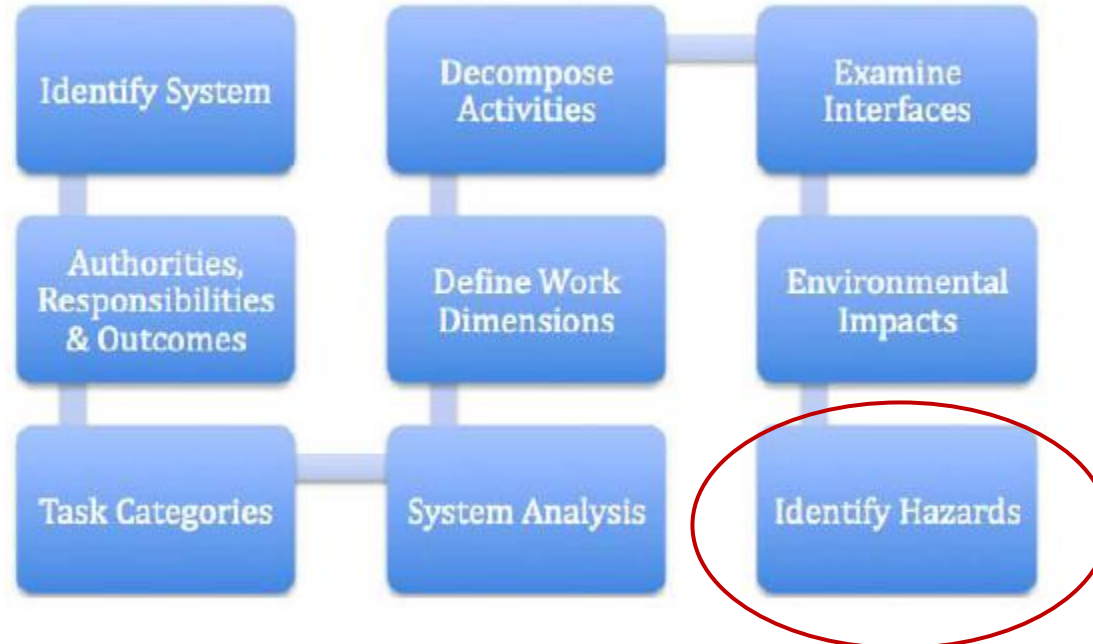 Identify System
Authorities,
Responsibilities
& Outcomes
Task Categories
System Analysis
Define Work
Dimensions
Decompose
Activities
Examine
Interfaces
Environmental
Impacts
Identify Hazards